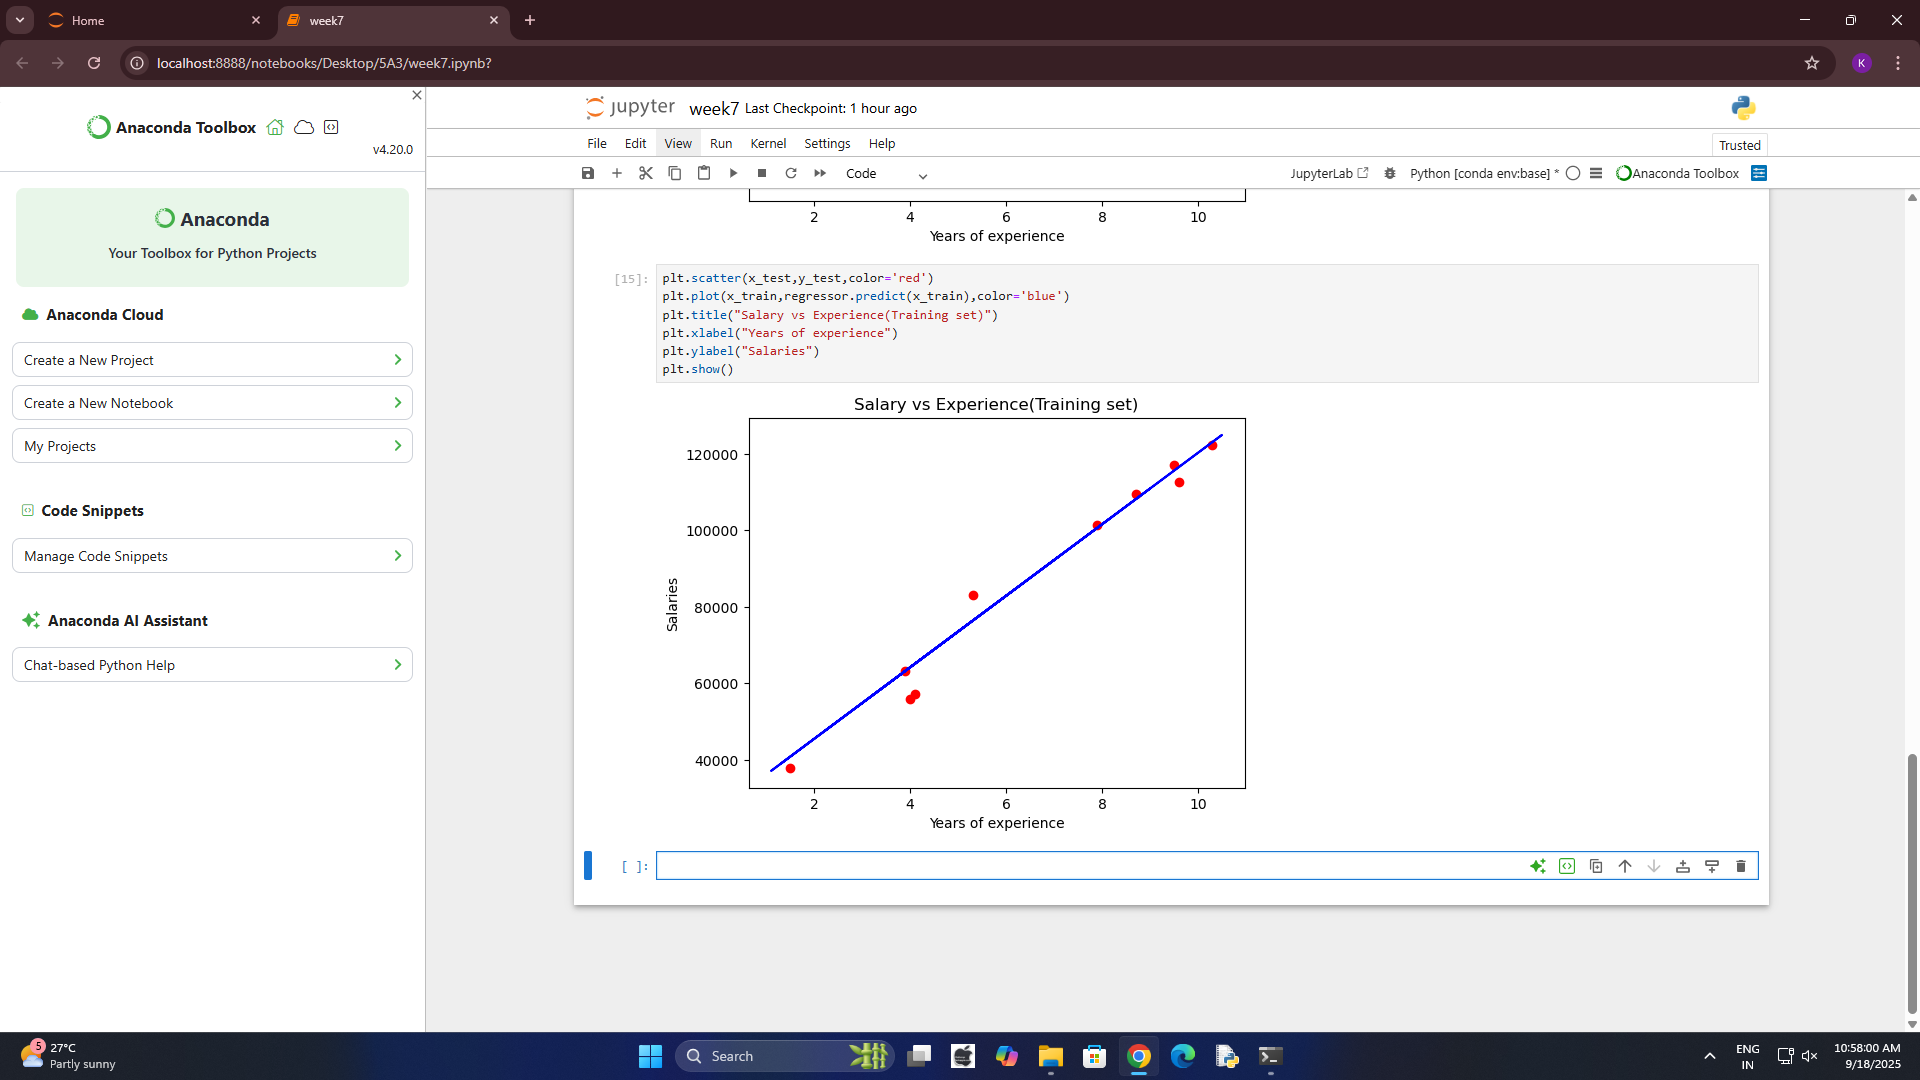 Home
week7
localhost:8888/notebooks/Desktop/5A3/week7.ipynb?
K
Anaconda Toolbox
v4.20.0
Anaconda
Your Toolbox for Python Projects
Anaconda Cloud
Create a New Project
Create a New Notebook
My Projects
Code Snippets
Manage Code Snippets
Anaconda AI Assistant
Chat-based Python Help
jupyter week7 Last Checkpoint: 1 hour ago
File Edit View Run Kernel Settings Help
Trusted
Code
JupyterLab
Python [conda env:base] *
Anaconda Toolbox
2 4 6 8 10
Years of experience
[15]:
plt.scatter(x_test,y_test,color='red')
plt.plot(x_train,regressor.predict(x_train),color='blue')
plt.title("Salary vs Experience(Training set)")
plt.xlabel("Years of experience")
plt.ylabel("Salaries")
plt.show()
Salary vs Experience(Training set)
120000
100000
80000
60000
40000
Salaries
2 4 6 8 10
Years of experience
[ ]:
5
27°C
Partly sunny
Search
ENG
IN
10:58:00 AM
9/18/2025